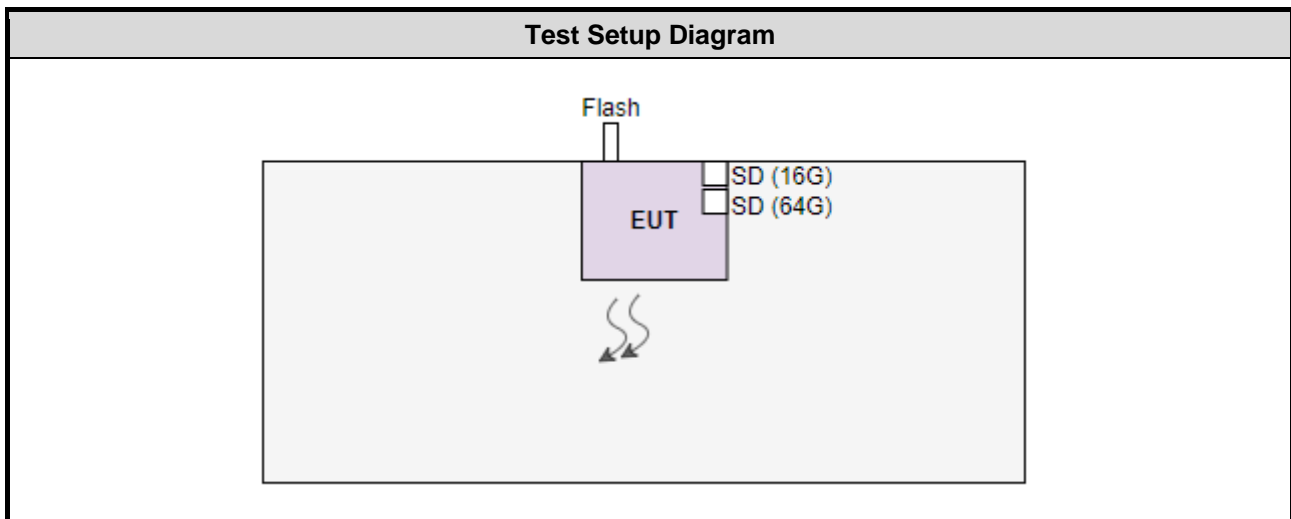 Test Setup Diagram
Flash
SD (16G)
SD (64G)
EUT